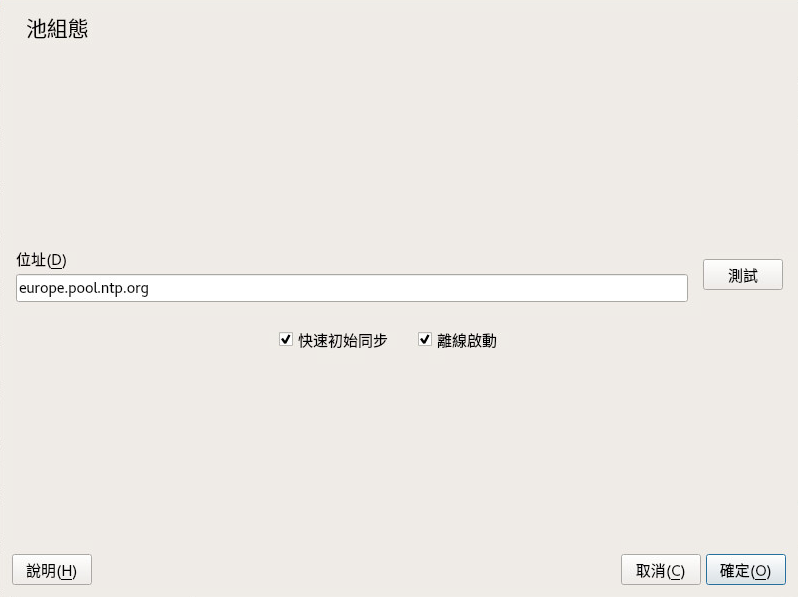 池組態
位址(D)
europe.pool.ntp.org
測試
快速初始同步
離線啟動
說明(H)
取消(C)
確定(O)